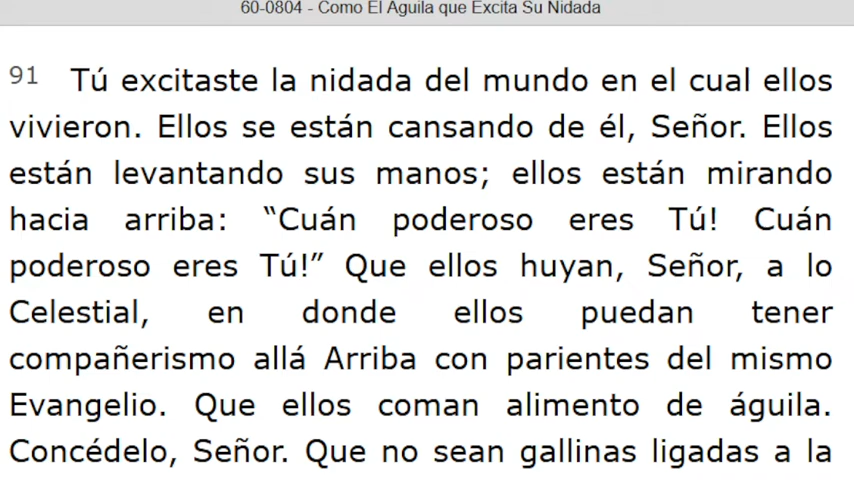 60-0804 - Como El Aguila que Excita Su Nidada
91 Tú excitaste la nidada del mundo en el cual ellos
vivieron. Ellos se están cansando de él, Señor. Ellos
están levantando sus manos; ellos están mirando
hacia arriba: “Cuán poderoso eres Tú! Cuán
poderoso eres Tú!” Que ellos huyan, Señor, a lo
Celestial, en donde ellos puedan tener
compañerismo allá Arriba con parientes del mismo
Evangelio. Que ellos coman alimento de águila.
Concédelo, Señor. Que no sean gallinas ligadas a la